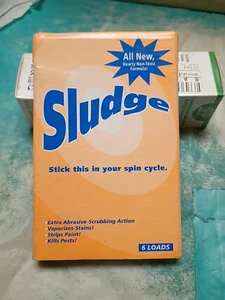 All New,
Nearly Non-Toxic
Formula!
Sludge
Stick this in your spin cycle.
Extra Abrasive Scrubbing Action
Vaporizes Stains!
Strips Paint!
Kills Pests!
6 LOADS